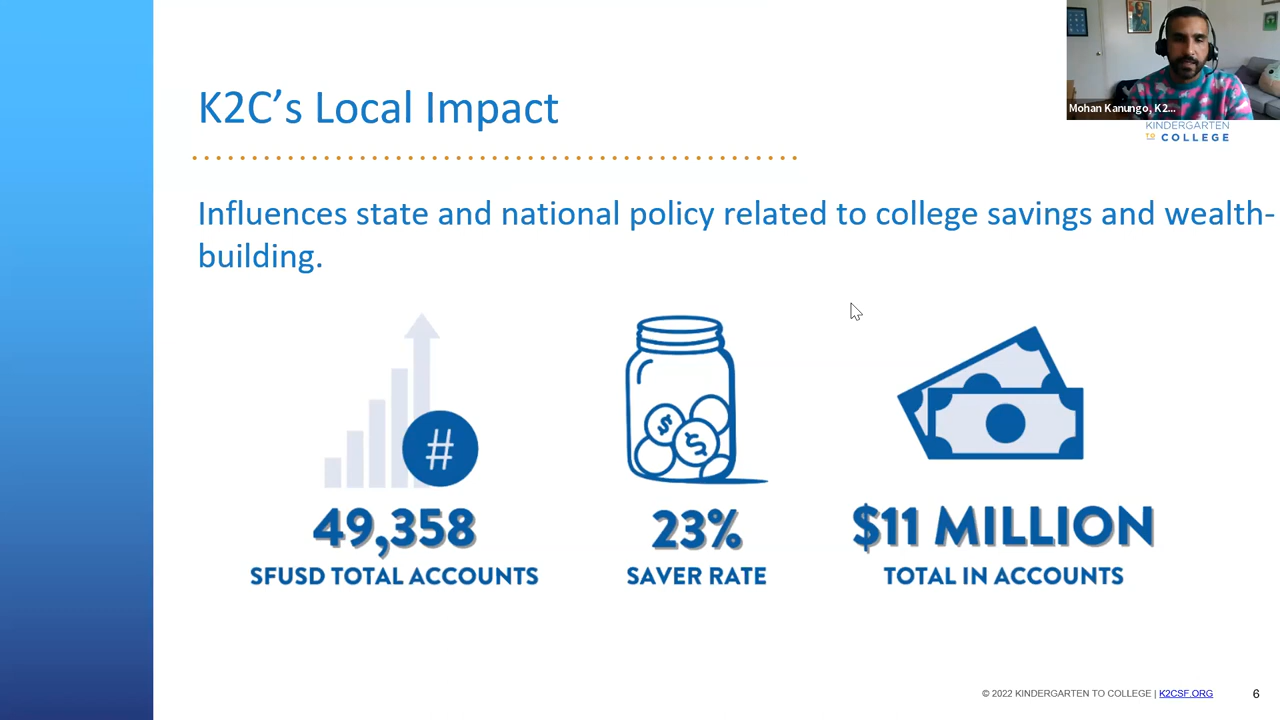 K2C’s Local Impact
Mohan Kanungo, K2...
KINDERGARTEN
TO COLLEGE
Influences state and national policy related to college savings and wealth-
building.
#
$
$
49,358
SFUSD TOTAL ACCOUNTS
23%
SAVER RATE
$11 MILLION
TOTAL IN ACCOUNTS
© 2022 KINDERGARTEN TO COLLEGE | K2CSF.ORG
6